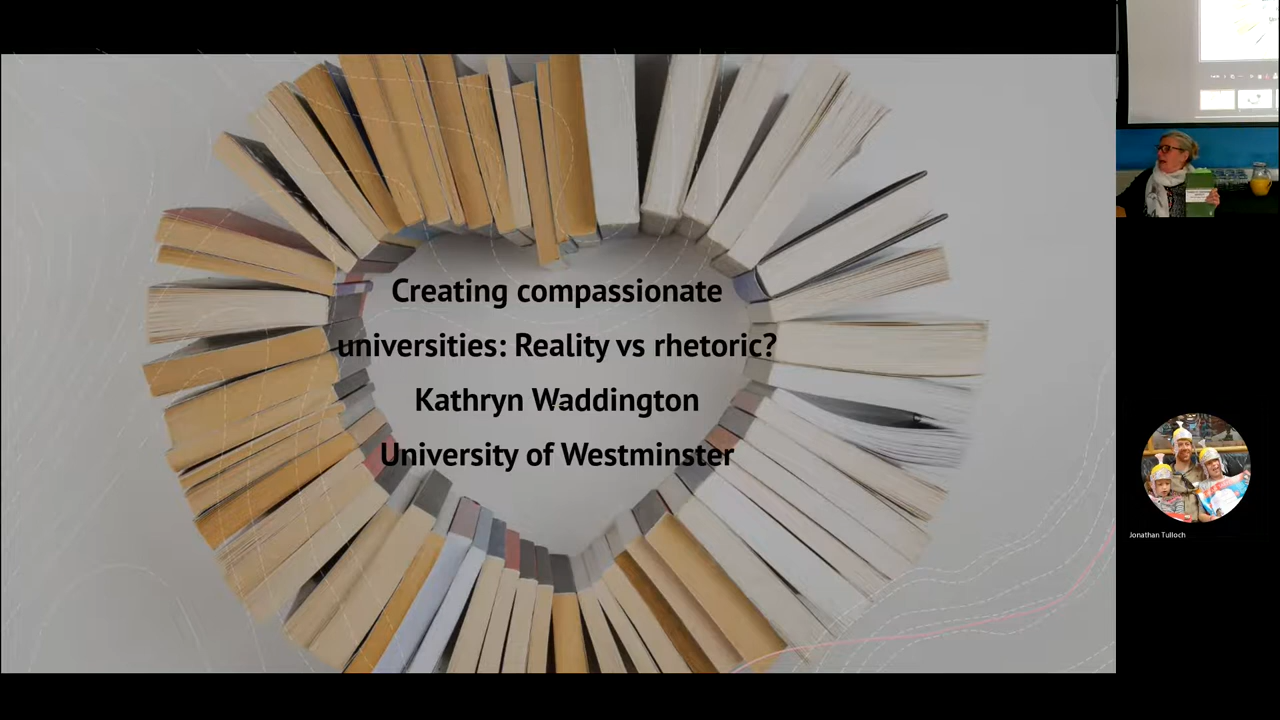 Creating compassionate
universities: Reality vs rhetoric?
Kathryn Waddington
University of Westminster
Jonathan Tulloch